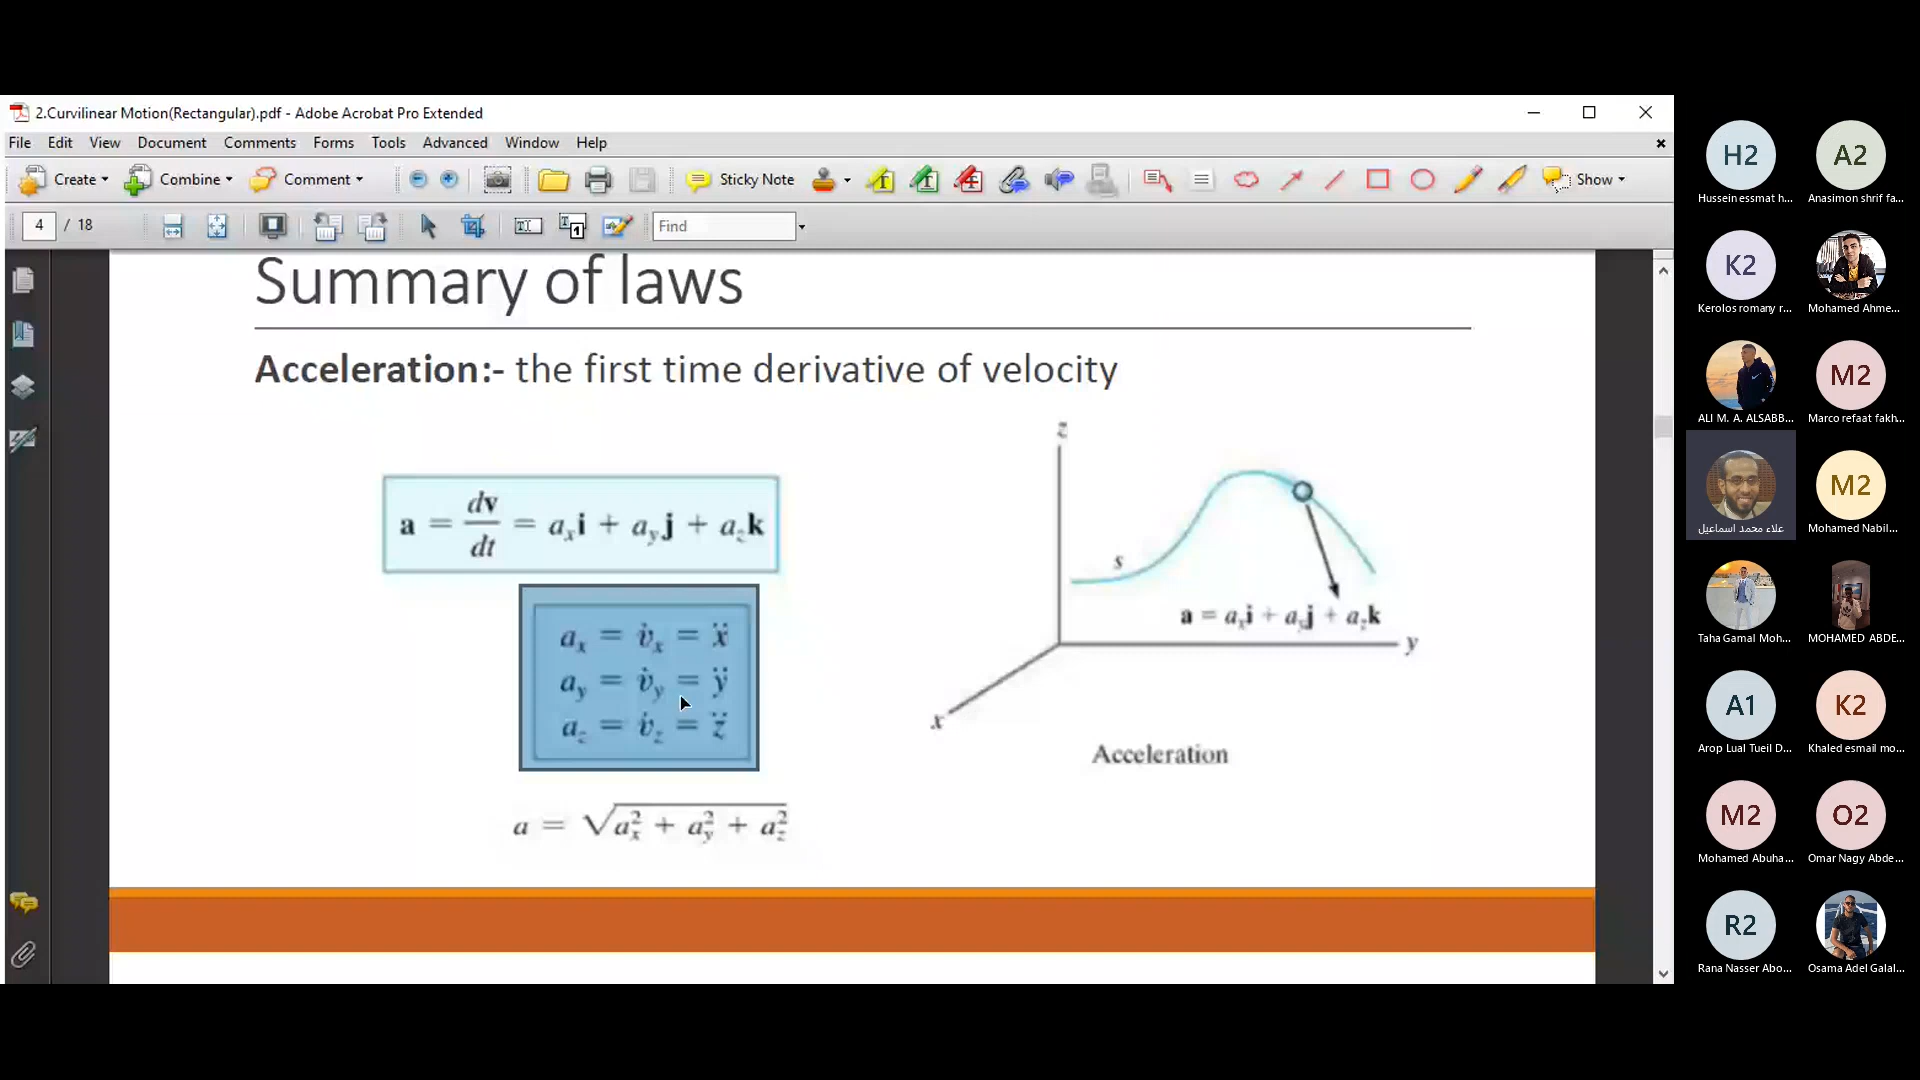 2.Curvilinear Motion(Rectangular).pdf - Adobe Acrobat Pro Extended
File Edit View Document Comments Forms Tools Advanced Window Help
Create Combine Comment Sticky Note Show
4 / 18 Find
Summary of laws
Acceleration:- the first time derivative of velocity
a = dv/dt = aₓi + a_yj + a_zk
aₓ = v̇ₓ = ẍ
a_y = v̇_y = ÿ
a_z = v̇_z = z̈
a = √(aₓ² + a_y² + a_z²)
z
s
a = aₓi + a_yj + a_zk
y
x
Acceleration
H2 A2
Hussein essmat h... Anasimon shrif fa...
K2
Kerolos romany r... Mohamed Ahme...
M2
ALI M. A. ALSABB... Marco refaat fakh...
M2
علاء محمد اسماعيل Mohamed Nabil...
Taha Gamal Moh... MOHAMED ABDE...
A1 K2
Arop Lual Tueil D... Khaled esmail mo...
M2 O2
Mohamed Abuha... Omar Nagy Abde...
R2
Rana Nasser Abo... Osama Adel Galal...